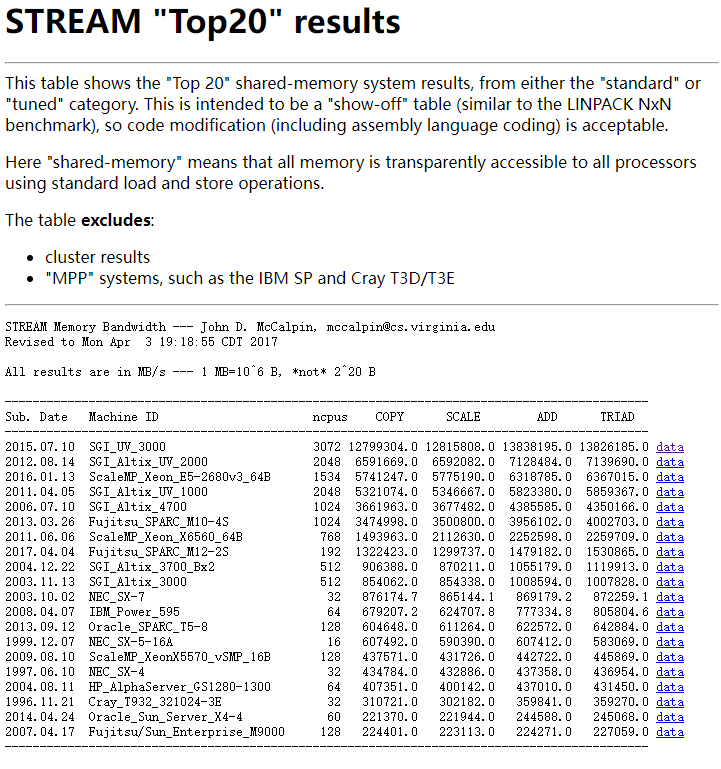 STREAM "Top20" results
This table shows the "Top 20" shared-memory system results, from either the "standard" or
"tuned" category. This is intended to be a "show-off" table (similar to the LINPACK NxN
benchmark), so code modification (including assembly language coding) is acceptable.
Here "shared-memory" means that all memory is transparently accessible to all processors
using standard load and store operations.
The table excludes:
• cluster results
• "MPP" systems, such as the IBM SP and Cray T3D/T3E
STREAM Memory Bandwidth --- John D. McCalpin, mccalpin@cs.virginia.edu
Revised to Mon Apr  3 19:18:55 CDT 2017
All results are in MB/s --- 1 MB=10^6 B, *not* 2^20 B
--------------------------------------------------------------------------------------------
Sub. Date   Machine ID                      ncpus    COPY      SCALE        ADD      TRIAD
--------------------------------------------------------------------------------------------
2015.07.10  SGI_UV_3000                      3072 12799304.0 12815808.0 13838195.0 13826185.0 data
2012.08.14  SGI_Altix_UV_2000                2048  6591669.0  6592082.0  7128484.0  7139690.0 data
2016.01.13  ScaleMP_Xeon_E5-2680v3_64B       1534  5741247.0  5775190.0  6318785.0  6367015.0 data
2011.04.05  SGI_Altix_UV_1000                2048  5321074.0  5346667.0  5823380.0  5859367.0 data
2006.07.10  SGI_Altix_4700                   1024  3661963.0  3677482.0  4385585.0  4350166.0 data
2013.03.26  Fujitsu_SPARC_M10-4S             1024  3474998.0  3500800.0  3956102.0  4002703.0 data
2011.06.06  ScaleMP_Xeon_X6560_64B            768  1493963.0  2112630.0  2252598.0  2259709.0 data
2017.04.04  Fujitsu_SPARC_M12-2S              192  1322423.0  1299737.0  1479182.0  1530865.0 data
2004.12.22  SGI_Altix_3700_Bx2                512   906388.0   870211.0  1055179.0  1119913.0 data
2003.11.13  SGI_Altix_3000                    512   854062.0   854338.0  1008594.0  1007828.0 data
2003.10.02  NEC_SX-7                           32   876174.7   865144.1   869179.2   872259.1 data
2008.04.07  IBM_Power_595                      64   679207.2   624707.8   777334.8   805804.6 data
2013.09.12  Oracle_SPARC_T5-8                 128   604648.0   611264.0   622572.0   642884.0 data
1999.12.07  NEC_SX-5-16A                       16   607492.0   590390.0   607412.0   583069.0 data
2009.08.10  ScaleMP_XeonX5570_vSMP_16B        128   437571.0   431726.0   442722.0   445869.0 data
1997.06.10  NEC_SX-4                           32   434784.0   432886.0   437358.0   436954.0 data
2004.08.11  HP_AlphaServer_GS1280-1300         64   407351.0   400142.0   437010.0   431450.0 data
1996.11.21  Cray_T932_321024-3E                32   310721.0   302182.0   359841.0   359270.0 data
2014.04.24  Oracle_Sun_Server_X4-4             60   221370.0   221944.0   244588.0   245068.0 data
2007.04.17  Fujitsu/Sun_Enterprise_M9000      128   224401.0   223113.0   224271.0   227059.0 data
--------------------------------------------------------------------------------------------